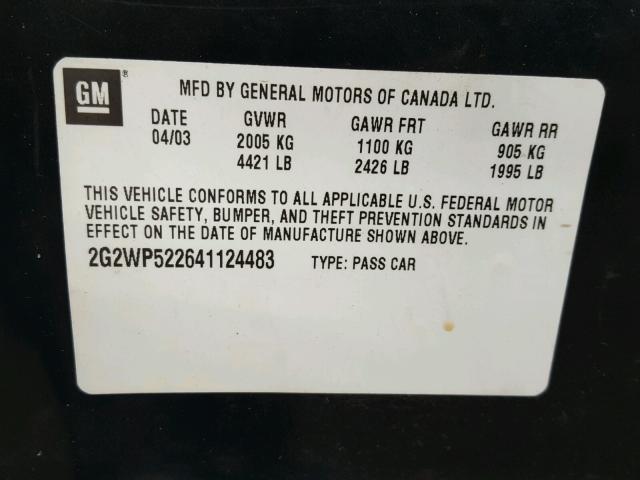 GM®
MFD BY GENERAL MOTORS OF CANADA LTD.
DATE GVWR GAWR FRT GAWR RR
04/03 2005 KG 1100 KG 905 KG
4421 LB 2426 LB 1995 LB
THIS VEHICLE CONFORMS TO ALL APPLICABLE U.S. FEDERAL MOTOR
VEHICLE SAFETY, BUMPER, AND THEFT PREVENTION STANDARDS IN
EFFECT ON THE DATE OF MANUFACTURE SHOWN ABOVE.
2G2WP522641124483 TYPE: PASS CAR